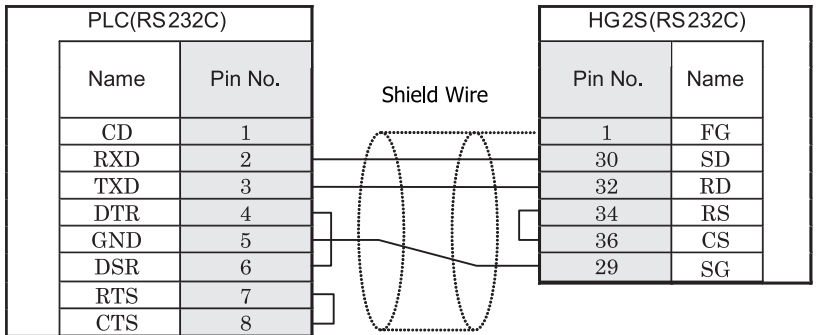 PLC(RS232C)
HG2S(RS232C)
Name Pin No.
Shield Wire
Pin No. Name
CD 1
1 FG
RXD 2
30 SD
TXD 3
32 RD
DTR 4
34 RS
GND 5
36 CS
DSR 6
29 SG
RTS 7
CTS 8